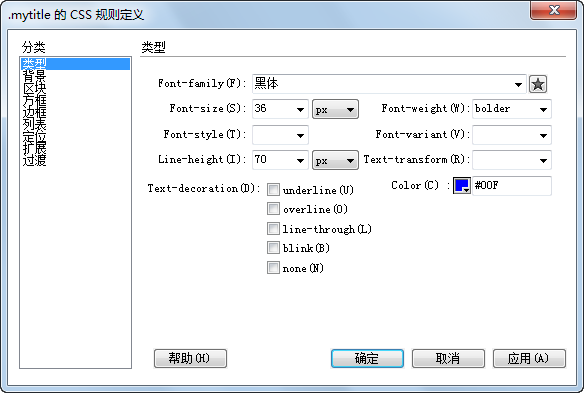 .mytitle 的 CSS 规则定义
分类
类型
背景
区块
方框
边框
列表
定位
扩展
过渡
类型
Font-family(F): 黑体
Font-size(S): 36 px Font-weight(W): bolder
Font-style(T): Font-variant(V):
Line-height(I): 70 px Text-transform(R):
Text-decoration(D): underline(U) Color(C) : #00F
overline(O)
line-through(L)
blink(B)
none(N)
帮助(H) 确定 取消 应用(A)